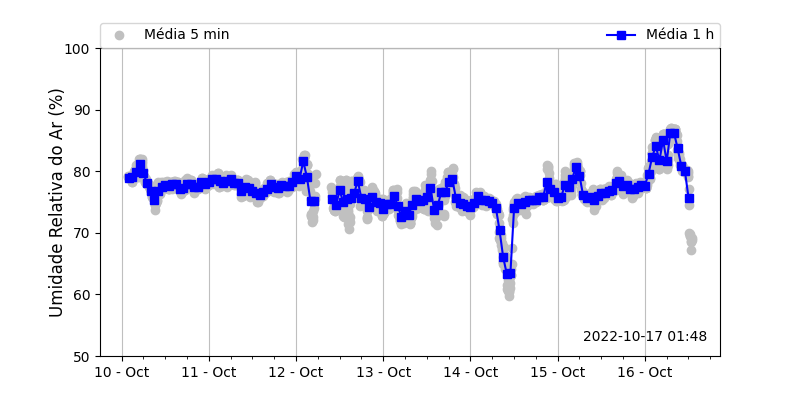 Média 5 min
Média 1 h
Umidade Relativa do Ar (%)
100
90
80
70
60
50
2022-10-17 01:48
10 - Oct
11 - Oct
12 - Oct
13 - Oct
14 - Oct
15 - Oct
16 - Oct